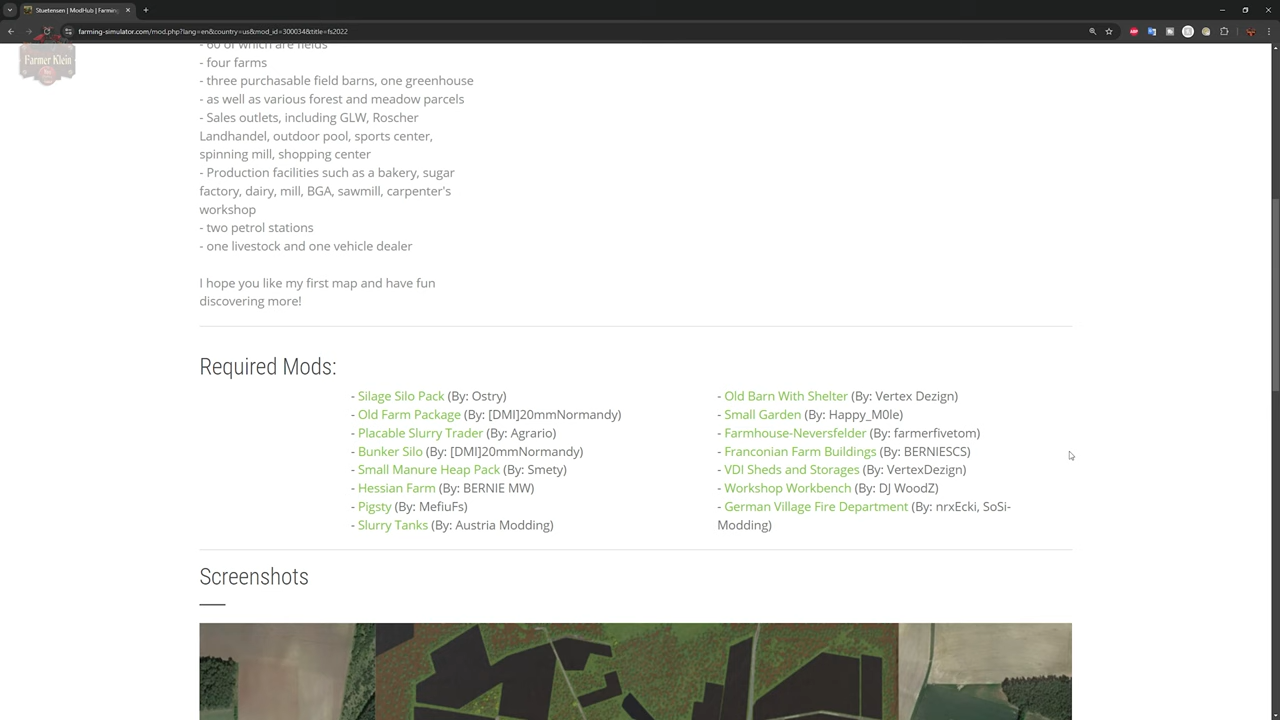 Stuetensen | ModHub | Farming
farming-simulator.com/mod.php?lang=en&country=us&mod_id=300034&title=fs2022
Farmer Klein
- 60 of which are fields
- four farms
- three purchasable field barns, one greenhouse
- as well as various forest and meadow parcels
- Sales outlets, including GLW, Roscher
Landhandel, outdoor pool, sports center,
spinning mill, shopping center
- Production facilities such as a bakery, sugar
factory, dairy, mill, BGA, sawmill, carpenter's
workshop
- two petrol stations
- one livestock and one vehicle dealer
I hope you like my first map and have fun
discovering more!
Required Mods:
- Silage Silo Pack (By: Ostry)
- Old Farm Package (By: [DMI]20mmNormandy)
- Placable Slurry Trader (By: Agrario)
- Bunker Silo (By: [DMI]20mmNormandy)
- Small Manure Heap Pack (By: Smety)
- Hessian Farm (By: BERNIE MW)
- Pigsty (By: MefiuFs)
- Slurry Tanks (By: Austria Modding)
- Old Barn With Shelter (By: Vertex Dezign)
- Small Garden (By: Happy_M0le)
- Farmhouse-Neversfelder (By: farmerfivetom)
- Franconian Farm Buildings (By: BERNIESCS)
- VDI Sheds and Storages (By: VertexDezign)
- Workshop Workbench (By: DJ WoodZ)
- German Village Fire Department (By: nrxEcki, SoSi-
Modding)
Screenshots